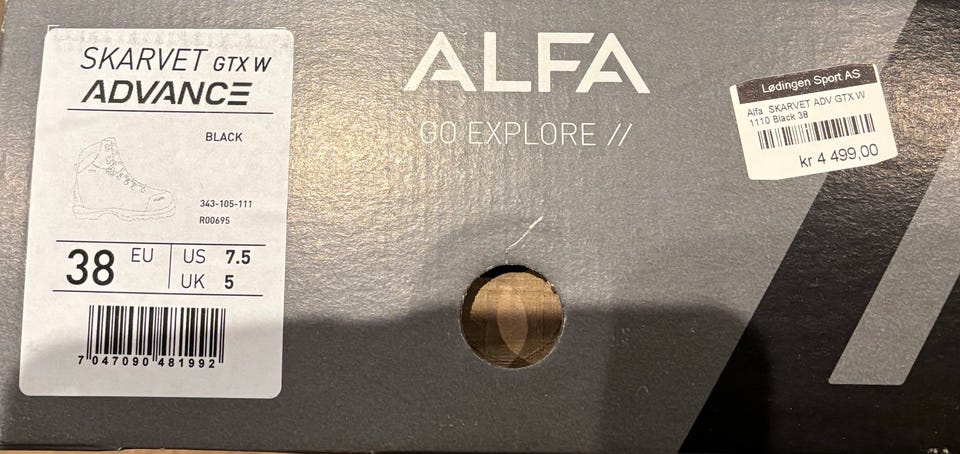 SKARVET GTX W
ADVANCE
BLACK
343-105-111
R00695
38 EU US 7.5
UK 5
7 047090 481992
ALFA
GO EXPLORE //
Lødingen Sport AS
Alfa SKARVET ADV GTX W
1110 Black 38
kr 4 499,00